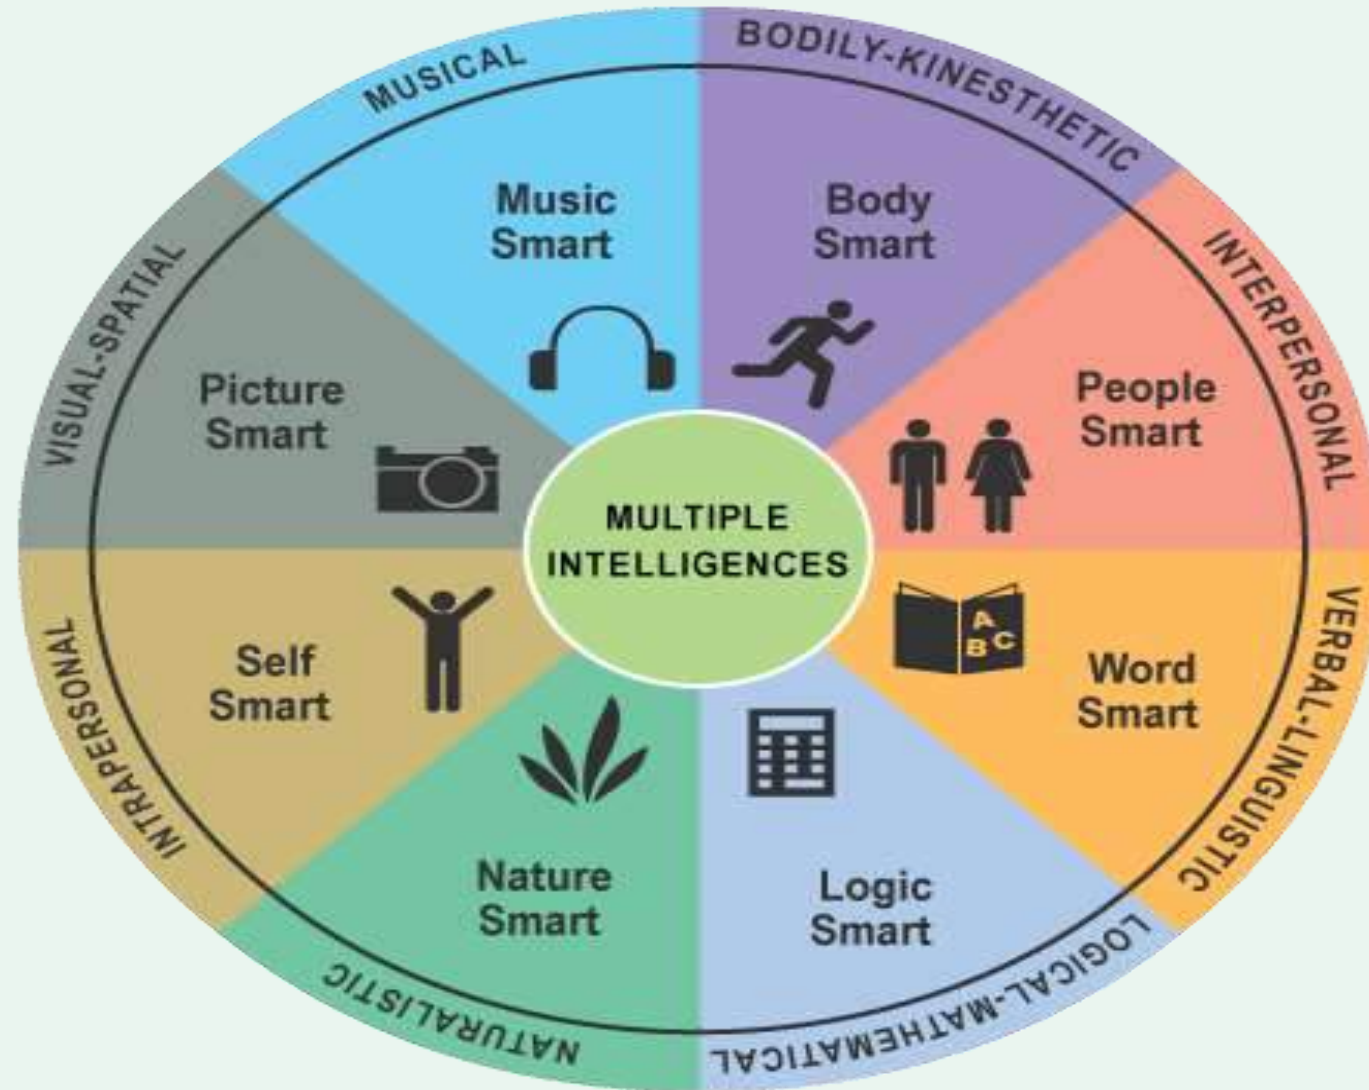 MUSICAL
BODILY-KINESTHETIC
Music
Smart
Body
Smart
INTERPERSONAL
VISUAL-SPATIAL
Picture
Smart
People
Smart
MULTIPLE
INTELLIGENCES
A
B C
Self
Smart
Word
Smart
INTRAPERSONAL
VERBAL-LINGUISTIC
Nature
Smart
Logic
Smart
NATURALISTIC
LOGICAL-MATHEMATICAL